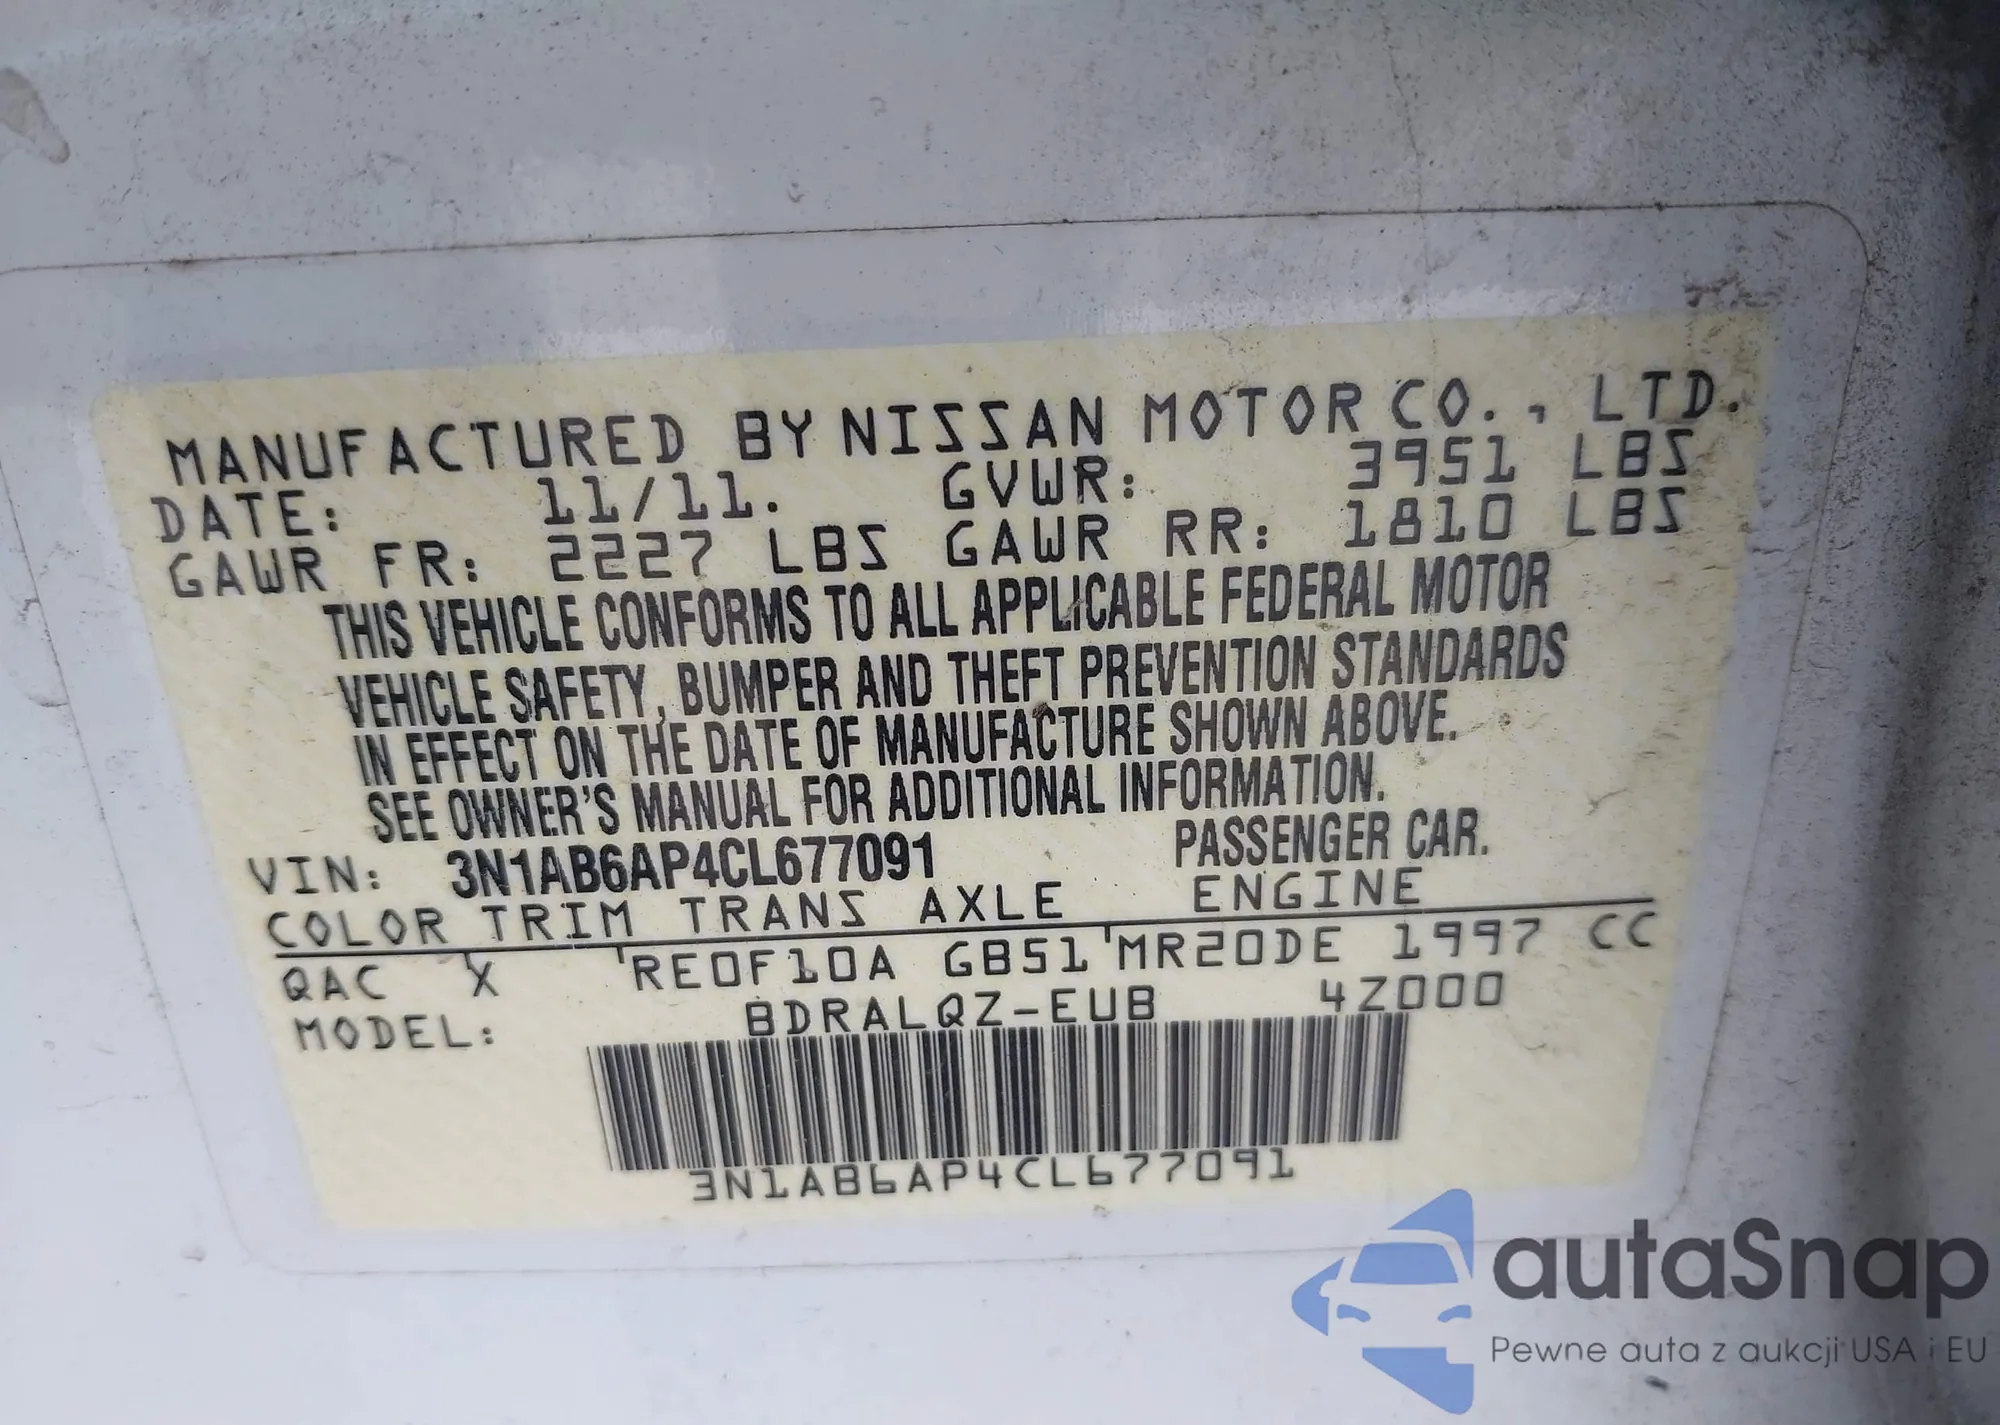 MANUFACTURED BY NISSAN MOTOR CO., LTD.
DATE: 11/11. GVWR: 3951 LBS
GAWR FR: 2227 LBS GAWR RR: 1810 LBS
THIS VEHICLE CONFORMS TO ALL APPLICABLE FEDERAL MOTOR
VEHICLE SAFETY, BUMPER AND THEFT PREVENTION STANDARDS
IN EFFECT ON THE DATE OF MANUFACTURE SHOWN ABOVE.
SEE OWNER'S MANUAL FOR ADDITIONAL INFORMATION.
VIN: 3N1AB6AP4CL677091 PASSENGER CAR.
COLOR TRIM TRANS AXLE ENGINE
QAC X RE0F10A GB51 MR20DE 1997 CC
MODEL: BDRALQZ-EUB 4Z000
3N1AB6AP4CL677091
autaSnap
Pewne auta z aukcji USA i EU